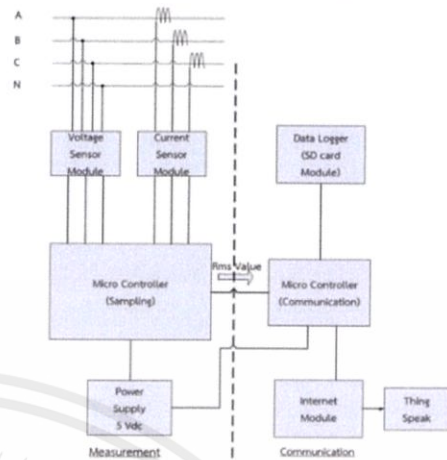 A
B
C
N
Voltage
Sensor
Module
Current
Sensor
Module
Data Logger
(SD card
Module)
Rms Value
Micro Controller
(Sampling)
Micro Controller
(Communication)
Power
Supply
5 Vdc
Internet
Module
Thing
Speak
Measurement
Communication